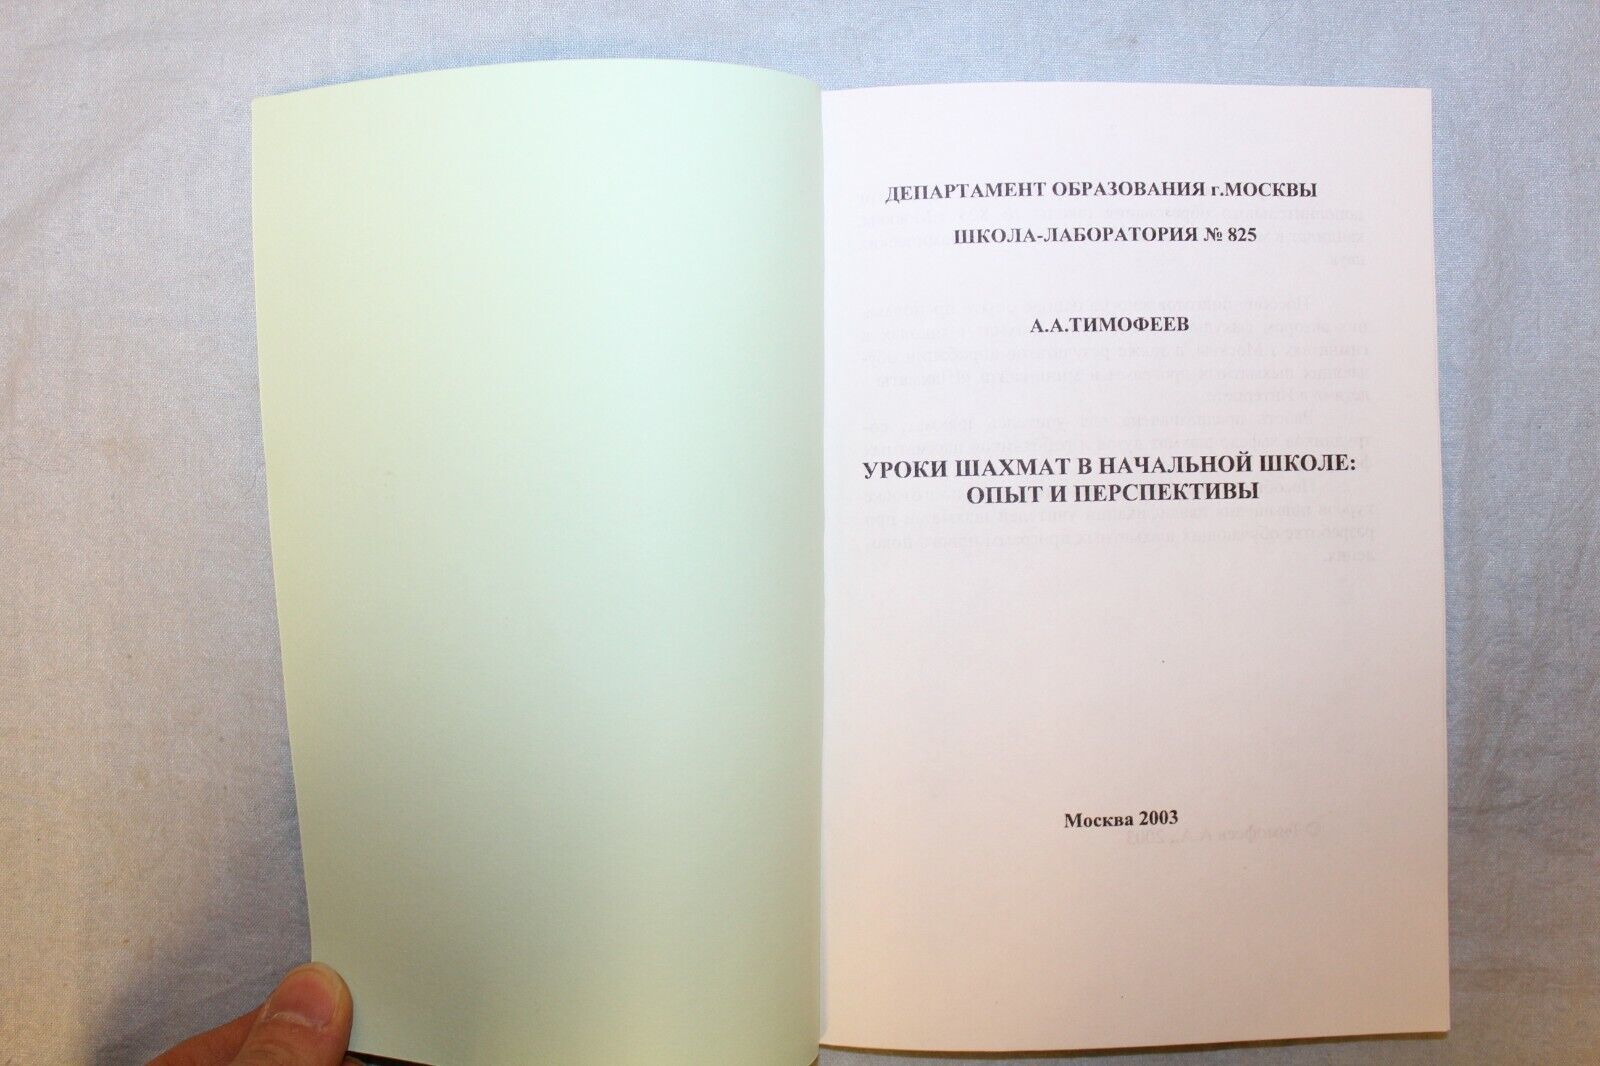 ДЕПАРТАМЕНТ ОБРАЗОВАНИЯ г.МОСКВЫ
ШКОЛА-ЛАБОРАТОРИЯ № 825
А.А.ТИМОФЕЕВ
УРОКИ ШАХМАТ В НАЧАЛЬНОЙ ШКОЛЕ:
ОПЫТ И ПЕРСПЕКТИВЫ
Москва 2003